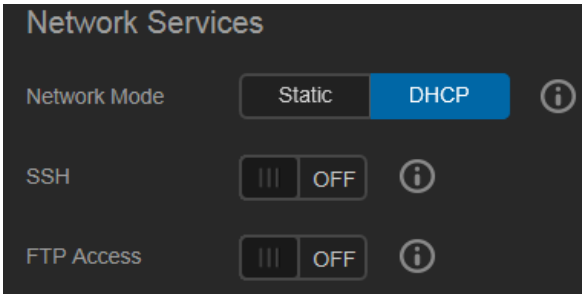 Network Services
Network Mode Static DHCP
SSH OFF
FTP Access OFF